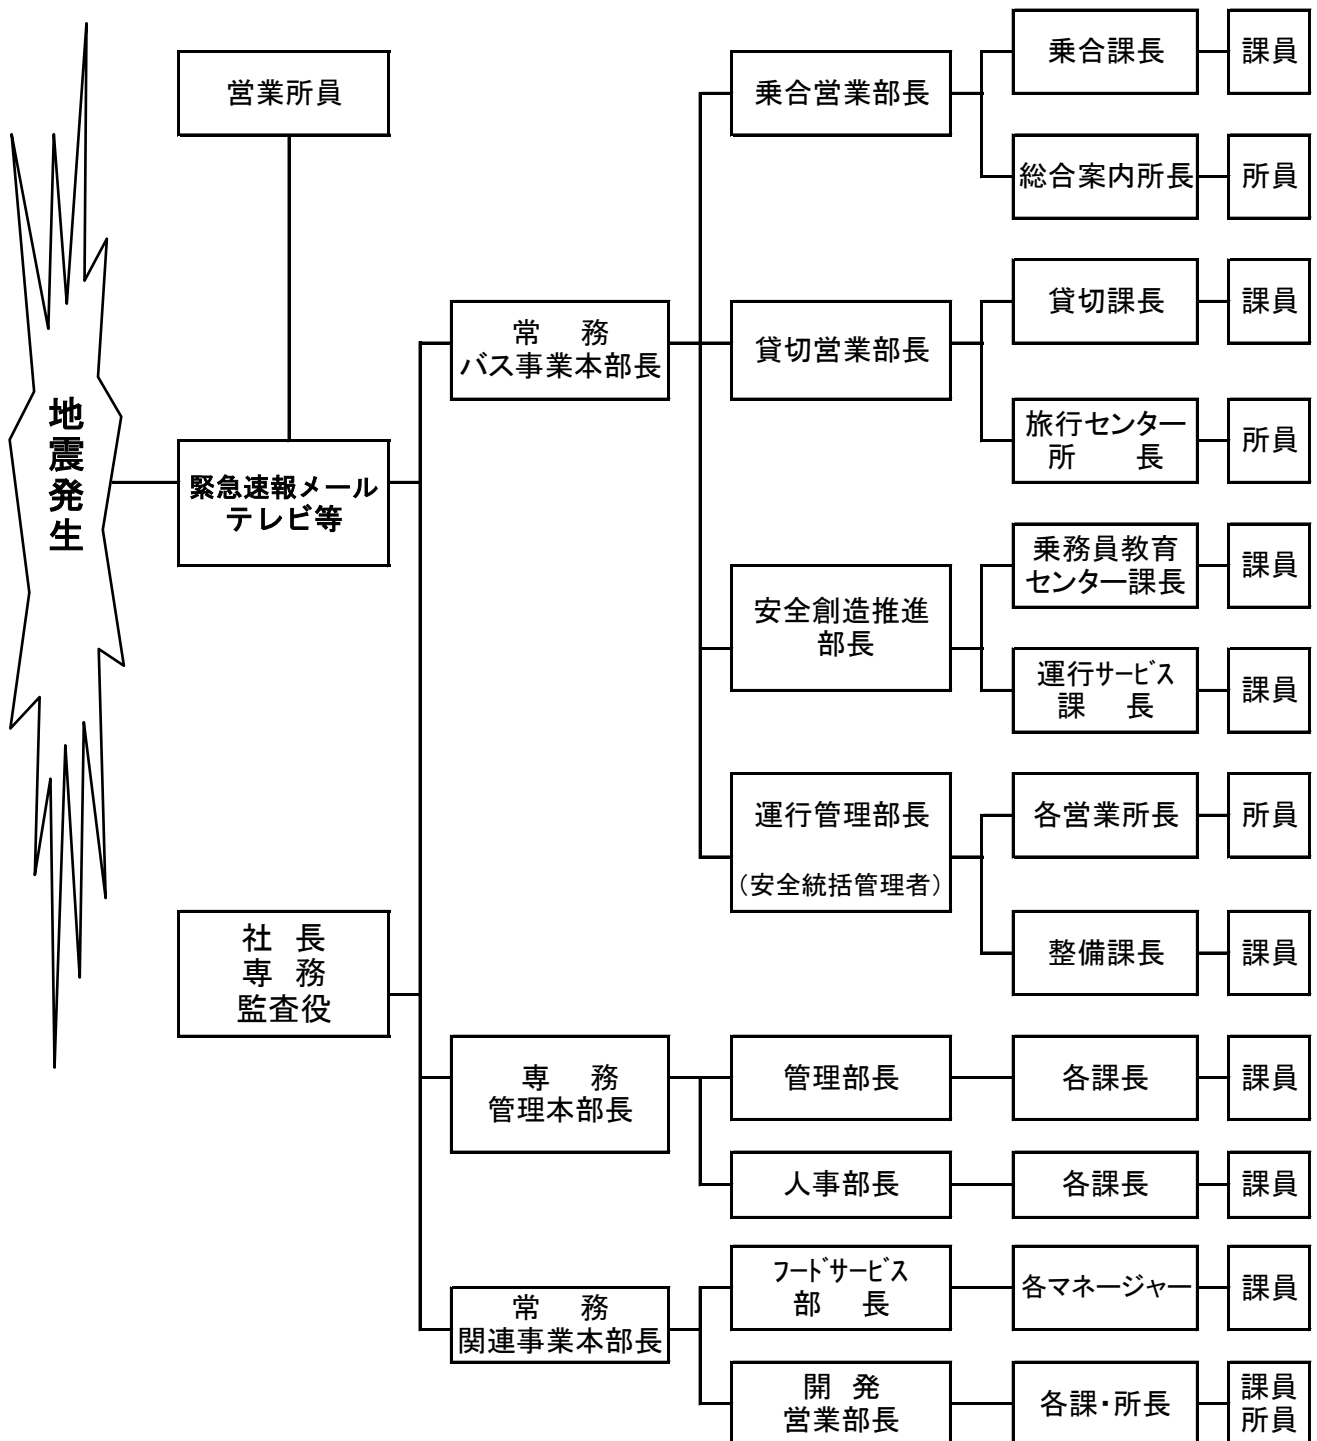 地震発生
営業所員
緊急速報メール
テレビ等
社 長
専 務
監査役
常 務
バス事業本部長
乗合営業部長
乗合課長
課員
総合案内所長
所員
貸切営業部長
貸切課長
課員
旅行センター
所 長
所員
安全創造推進
部長
乗務員教育
センター課長
課員
運行サービス
課 長
課員
運行管理部長
(安全統括管理者)
各営業所長
所員
整備課長
課員
専 務
管理本部長
管理部長
各課長
課員
人事部長
各課長
課員
常 務
関連事業本部長
フードサービス
部 長
各マネージャー
課員
開 発
営業部長
各課・所長
課員
所員